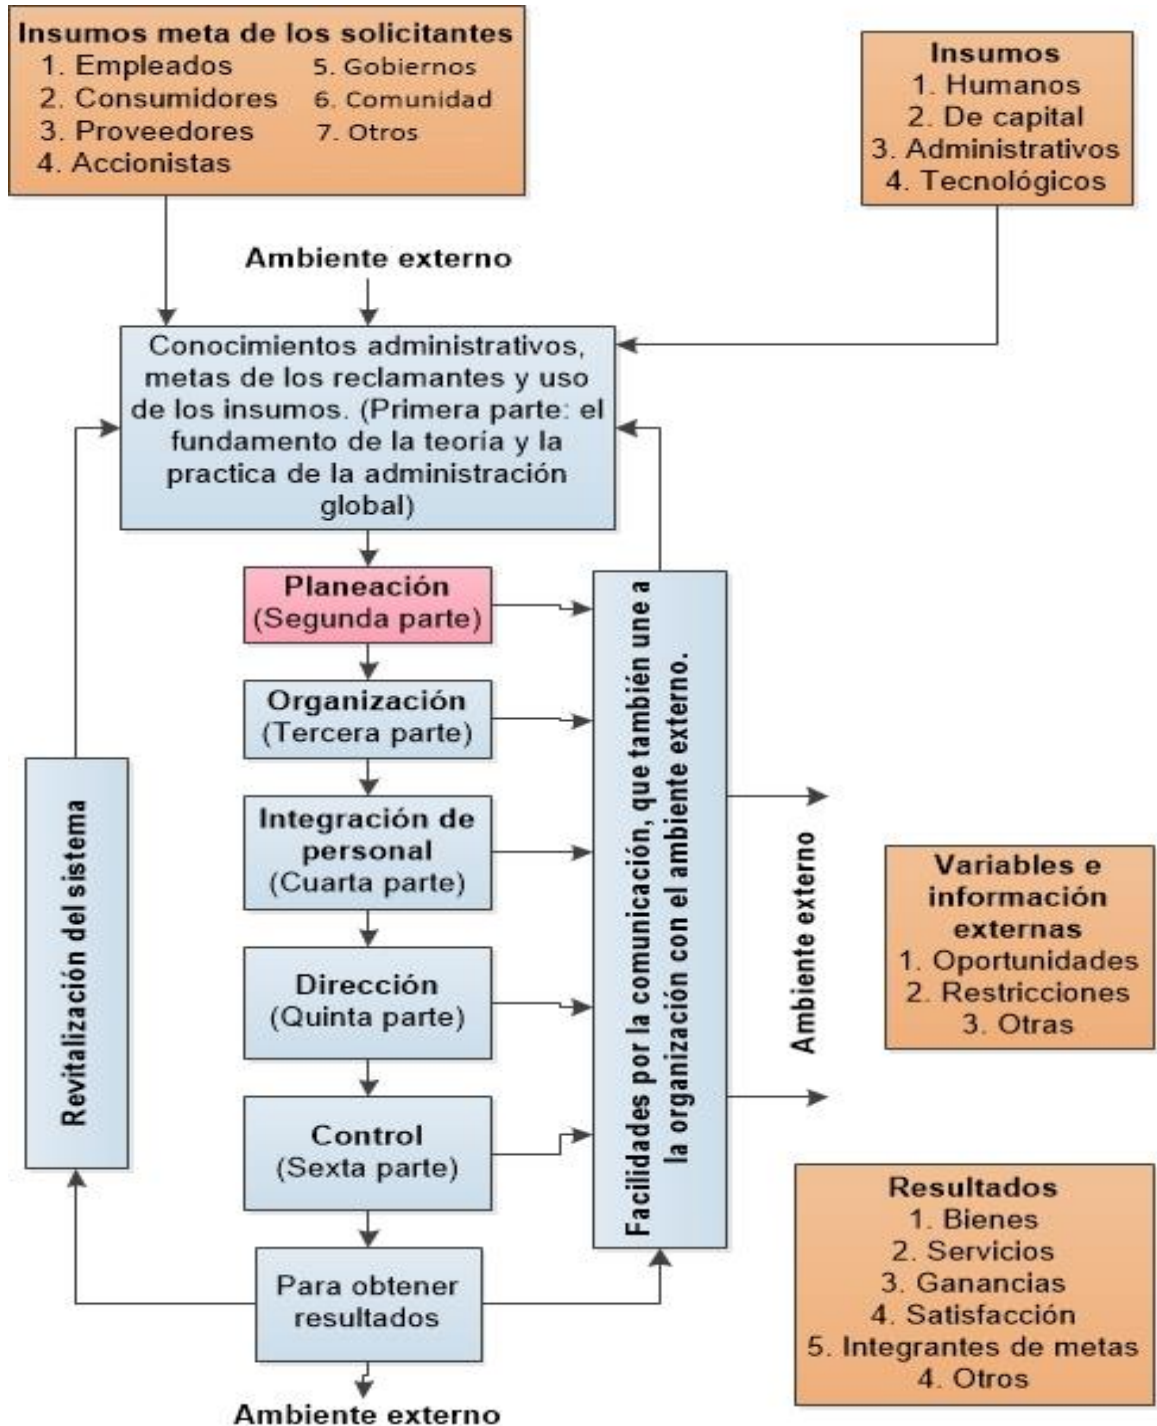 Insumos meta de los solicitantes
1. Empleados
2. Consumidores
3. Proveedores
4. Accionistas
5. Gobiernos
6. Comunidad
7. Otros
Insumos
1. Humanos
2. De capital
3. Administrativos
4. Tecnológicos
Ambiente externo
Conocimientos administrativos,
metas de los reclamantes y uso
de los insumos. (Primera parte: el
fundamento de la teoría y la
practica de la administración
global)
Planeación
(Segunda parte)
Organización
(Tercera parte)
Integración de
personal
(Cuarta parte)
Dirección
(Quinta parte)
Control
(Sexta parte)
Para obtener
resultados
Ambiente externo
Revitalización del sistema
Facilidades por la comunicación, que también une a
la organización con el ambiente externo.
Ambiente externo
Variables e
información
externas
1. Oportunidades
2. Restricciones
3. Otras
Resultados
1. Bienes
2. Servicios
3. Ganancias
4. Satisfacción
5. Integrantes de metas
4. Otros